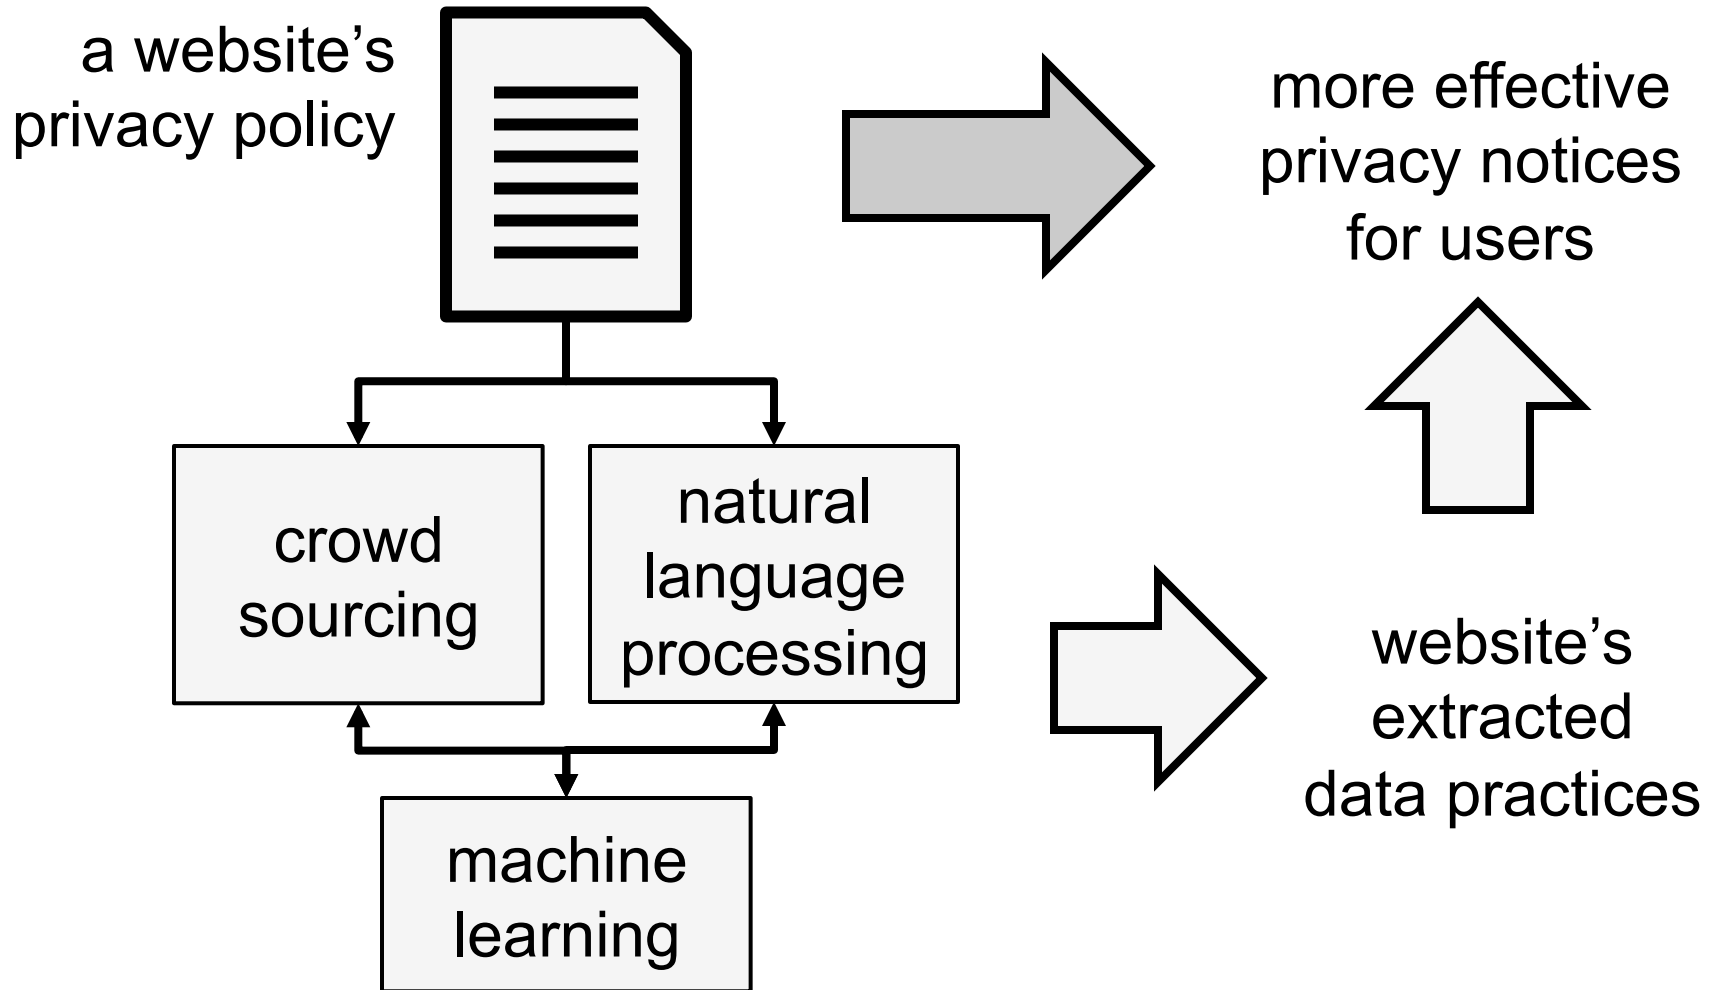 a website’s
privacy policy
more effective
privacy notices
for users
crowd
sourcing
natural
language
processing
website’s
extracted
data practices
machine
learning